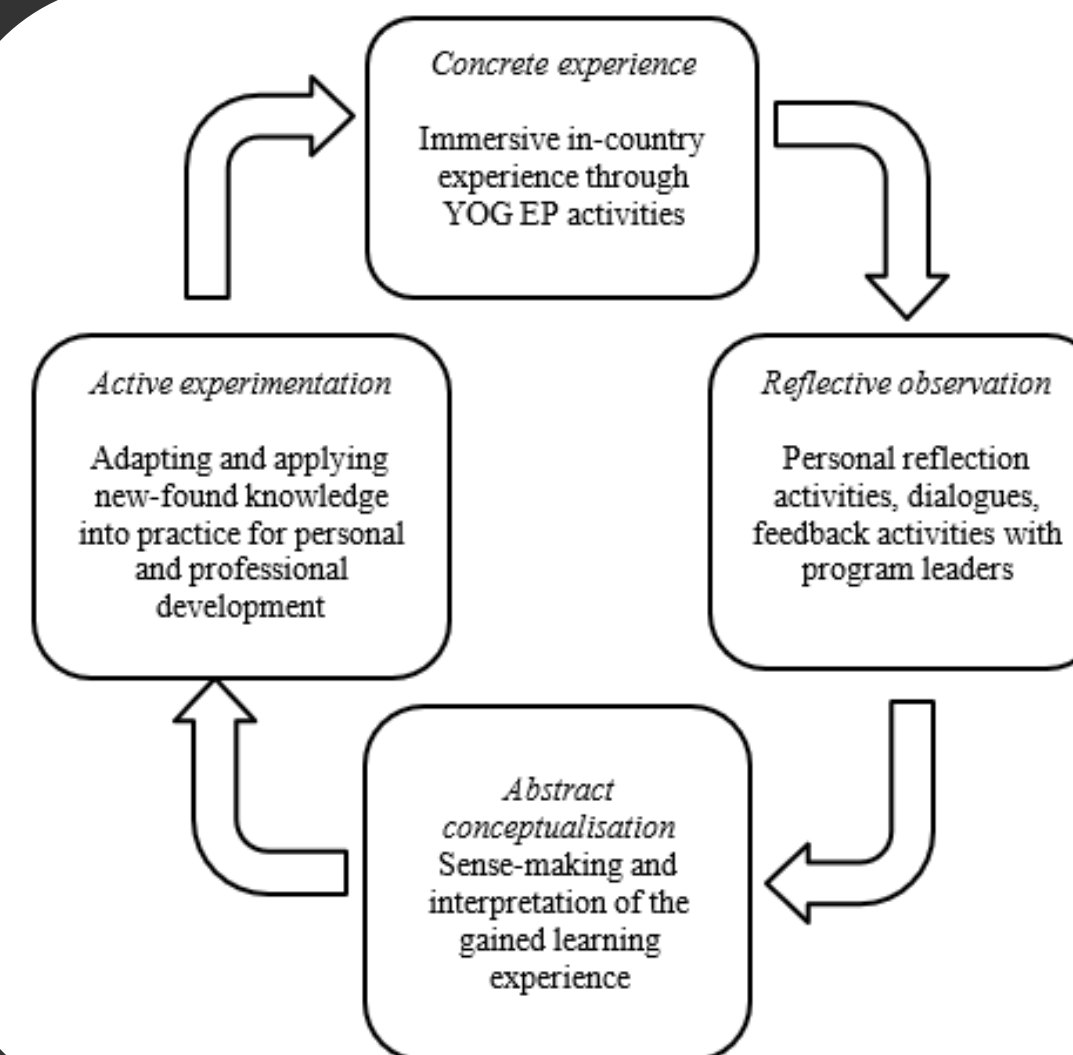 Concrete experience
Immersive in-country
experience through
YOG EP activities
Reflective observation
Personal reflection
activities, dialogues,
feedback activities with
program leaders
Abstract
conceptualisation
Sense-making and
interpretation of the
gained learning
experience
Active experimentation
Adapting and applying
new-found knowledge
into practice for personal
and professional
development